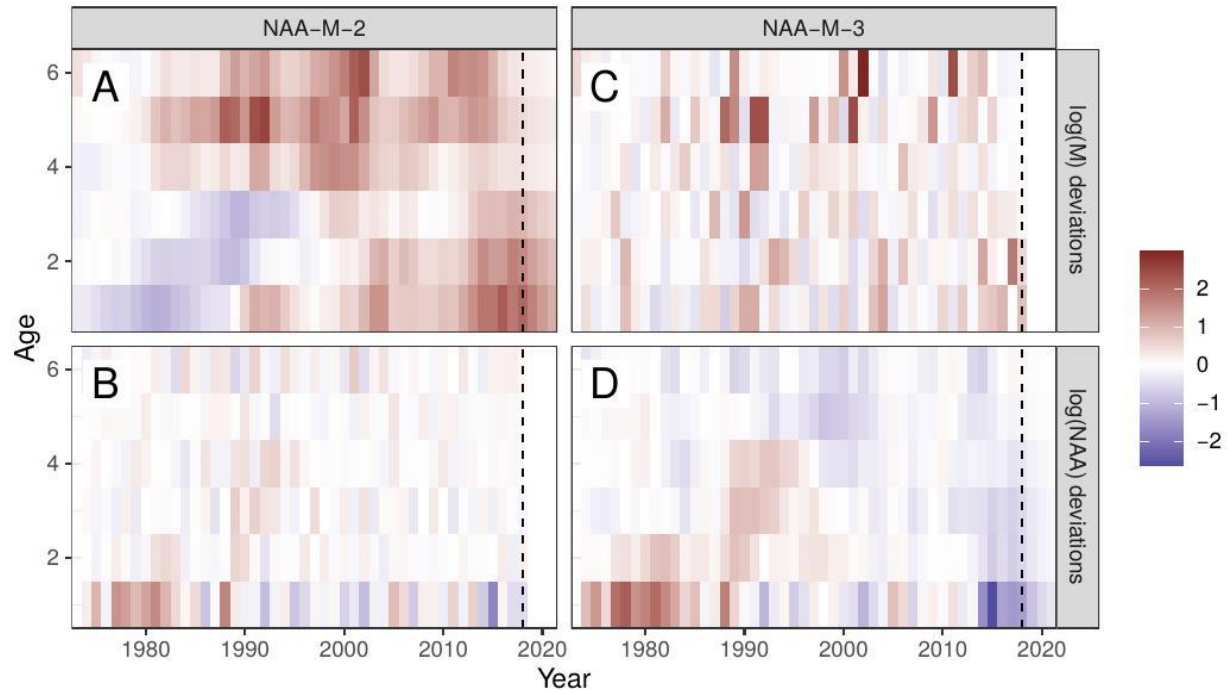 NAA−M−2
NAA−M−3
A
C
6
4
2
log(M) deviations
B
D
6
4
2
log(NAA) deviations
Age
1980
1990
2000
2010
2020
1980
1990
2000
2010
2020
Year
2
1
0
−1
−2